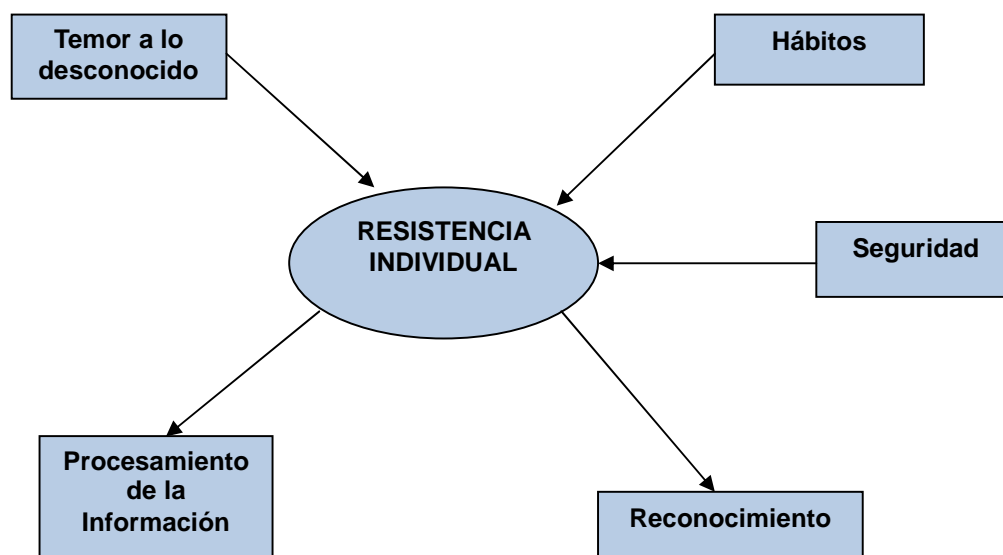 Temor a lo
desconocido
Hábitos
RESISTENCIA
INDIVIDUAL
Seguridad
Procesamiento
de la
Información
Reconocimiento